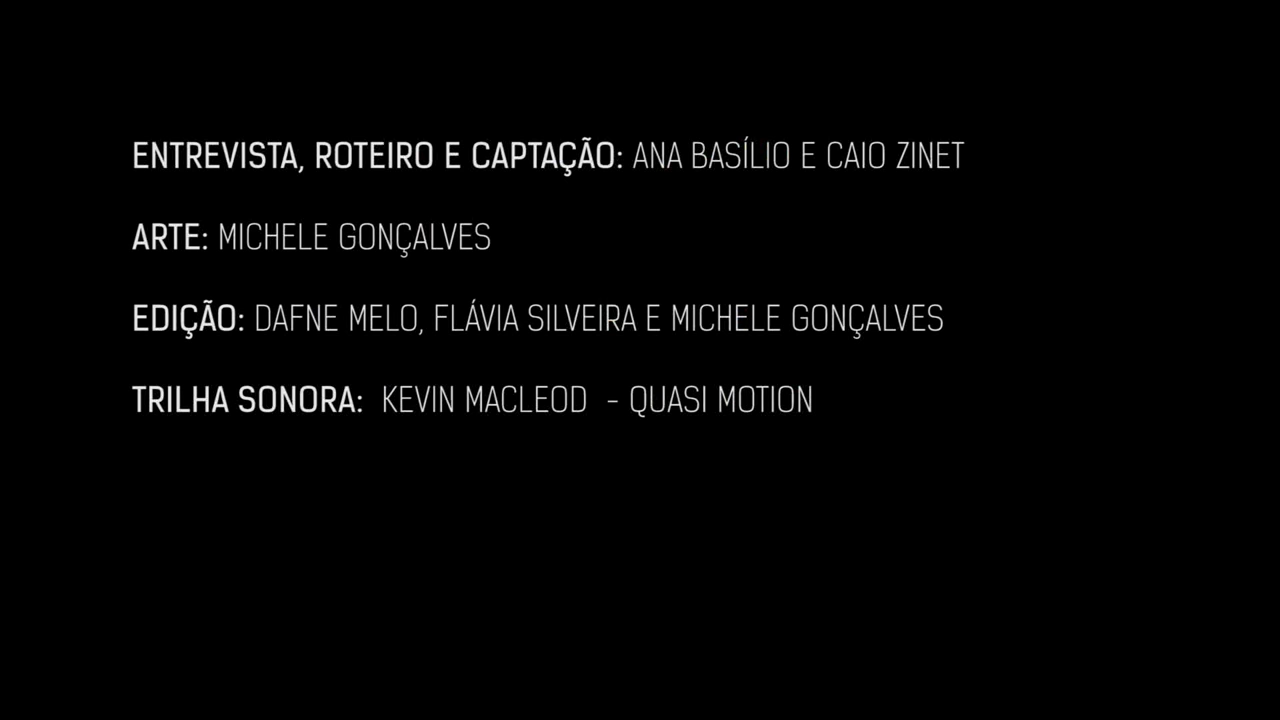 ENTREVISTA, ROTEIRO E CAPTAÇÃO: ANA BASÍLIO E CAIO ZINET
ARTE: MICHELE GONÇALVES
EDIÇÃO: DAFNE MELO, FLÁVIA SILVEIRA E MICHELE GONÇALVES
TRILHA SONORA: KEVIN MACLEOD - QUASI MOTION